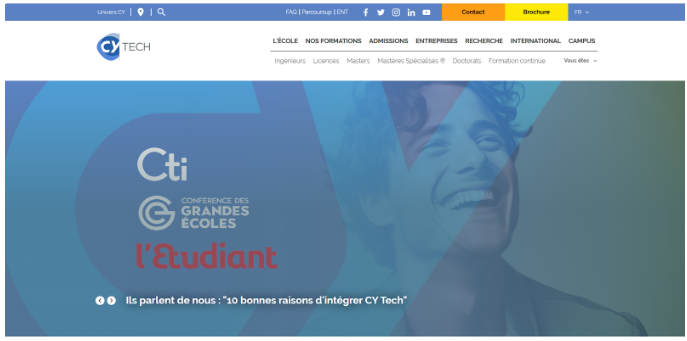 Univers CY
FAQ | Parcoursup | ENT
Contact
Brochure
FR
CY TECH
L'ÉCOLE NOS FORMATIONS ADMISSIONS ENTREPRISES RECHERCHE INTERNATIONAL CAMPUS
Ingénieurs Licences Masters Mastères Spécialisés ® Doctorats Formation continue Vous êtes
Cti
CONFÉRENCE DES
GRANDES
ÉCOLES
l'Etudiant
Ils parlent de nous : "10 bonnes raisons d'intégrer CY Tech"